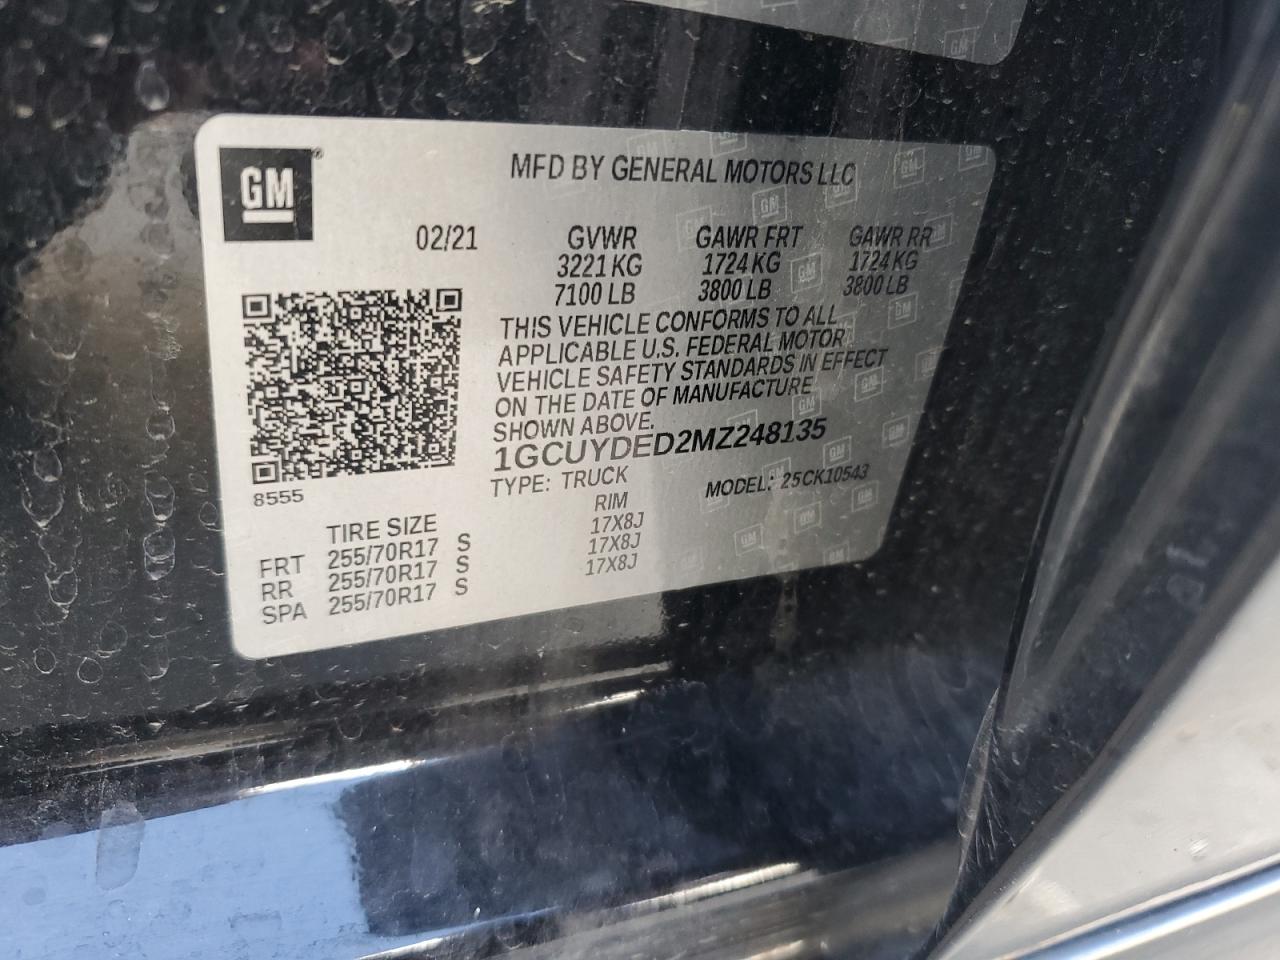 GM
MFD BY GENERAL MOTORS LLC
02/21
GVWR GAWR FRT GAWR RR
3221 KG 1724 KG 1724 KG
7100 LB 3800 LB 3800 LB
THIS VEHICLE CONFORMS TO ALL
APPLICABLE U.S. FEDERAL MOTOR
VEHICLE SAFETY STANDARDS IN EFFECT
ON THE DATE OF MANUFACTURE
SHOWN ABOVE.
1GCUYDED2MZ248135
TYPE: TRUCK MODEL: 25CK10543
8555
TIRE SIZE RIM
FRT 255/70R17 S 17X8J
RR 255/70R17 S 17X8J
SPA 255/70R17 S 17X8J